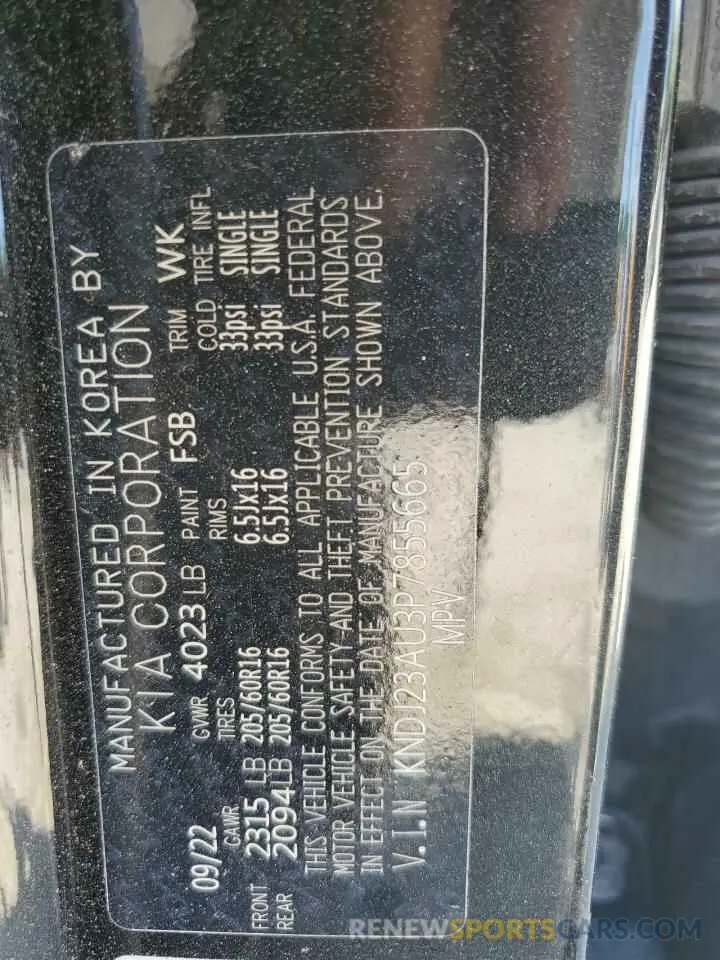 MANUFACTURED IN KOREA BY
KIA CORPORATION
09/22 GVWR 4023 LB PAINT FSB TRIM WK
GAWR TIRES RIMS COLD TIRE INFL
FRONT 2315 LB 205/60R16 6.5Jx16 33psi SINGLE
REAR 2094 LB 205/60R16 6.5Jx16 33psi SINGLE
THIS VEHICLE CONFORMS TO ALL APPLICABLE U.S.A. FEDERAL
MOTOR VEHICLE SAFETY AND THEFT PREVENTION STANDARDS
IN EFFECT ON THE DATE OF MANUFACTURE SHOWN ABOVE.
V.I.N KNDJ23AU3P7855665
MPV
RENEWSPORTSCARS.COM